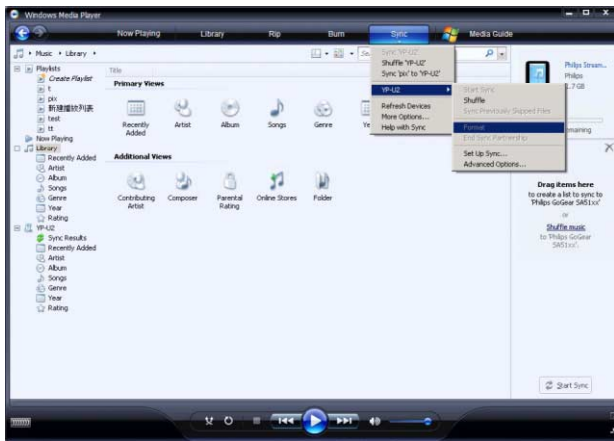 Windows Media Player
Now Playing
Library
Rip
Burn
Sync
Media Guide
Music
Library
Playlists
Create Playlist
t
pix
新建播放列表
test
tt
Now Playing
Library
Recently Added
Artist
Album
Songs
Genre
Year
Rating
YP-U2
Sync Results
Recently Added
Artist
Album
Songs
Genre
Year
Rating
Title
Primary Views
Recently Added
Artist
Album
Songs
Genre
Additional Views
Contributing Artist
Composer
Parental Rating
Online Stores
Folder
Sync 'YP-U2'
Shuffle 'YP-U2'
Sync 'pix' to 'YP-U2'
YP-U2
Refresh Devices
More Options...
Help with Sync
Start Sync
Shuffle
Sync Previously Skipped Files
Format
End Sync Partnership
Set Up Sync...
Advanced Options...
Philips Stream...
Philips
Drag items here
to create a list to sync to
'Philips GoGear SA51xx'
or
Shuffle music
to 'Philips GoGear
SA51xx'.
Start Sync